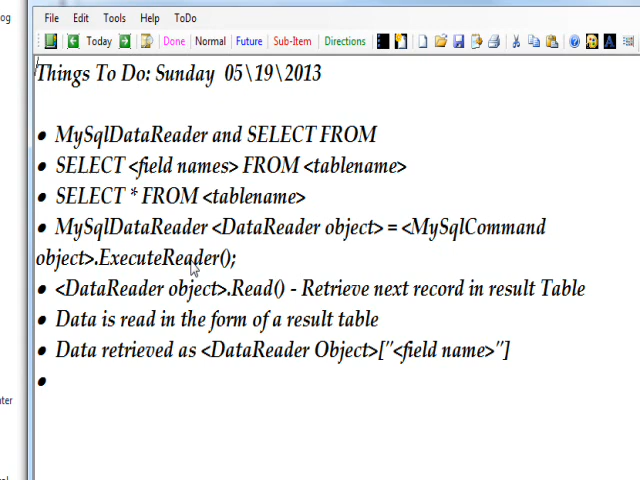 og
File Edit Tools Help ToDo
Today Done Normal Future Sub-Item Directions
Things To Do: Sunday 05\19\2013
• MySqlDataReader and SELECT FROM
• SELECT <field names> FROM <tablename>
• SELECT * FROM <tablename>
• MySqlDataReader <DataReader object> = <MySqlCommand
object>.ExecuteReader();
• <DataReader object>.Read() - Retrieve next record in result Table
• Data is read in the form of a result table
• Data retrieved as <DataReader Object>["<field name>"]
•
nter